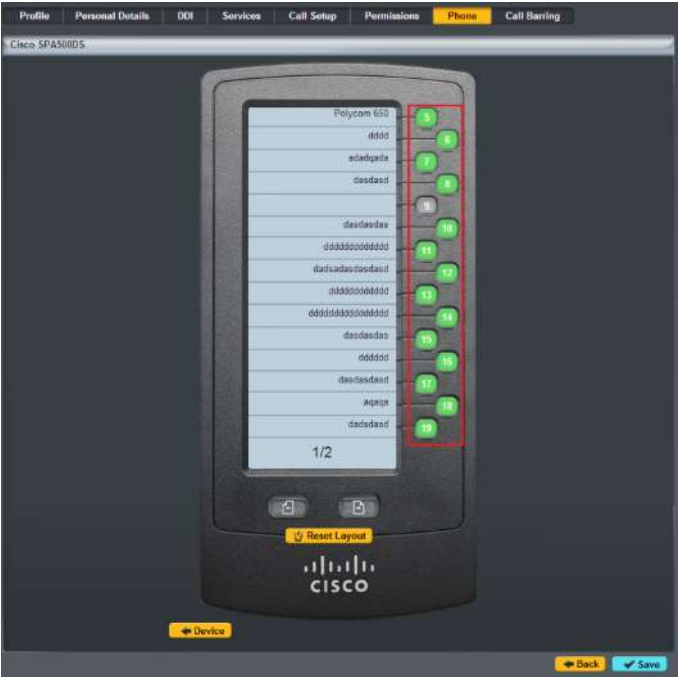 Profile Personal Details DDI Services Call Setup Permissions Phone Call Barring
Cisco SPA500DS
Polycom 650 5
dddd 6
adadqada 7
dasdasd 8
9
dasdasdas 10
dddddddddddd 11
dadsadasdasdasd 12
ddddddddddd 13
ddddddddddddddd 14
dasdasdas 15
dddddd 16
dasdasdasd 17
aqaqa 18
dadsdasd 19
1/2
Reset Layout
CISCO
Device
Back Save